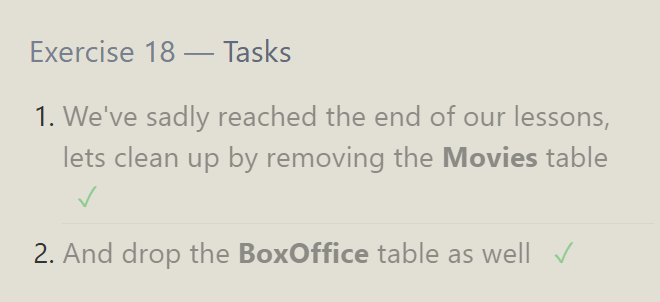 Exercise 18 — Tasks
1. We've sadly reached the end of our lessons,
lets clean up by removing the Movies table
✓
2. And drop the BoxOffice table as well ✓